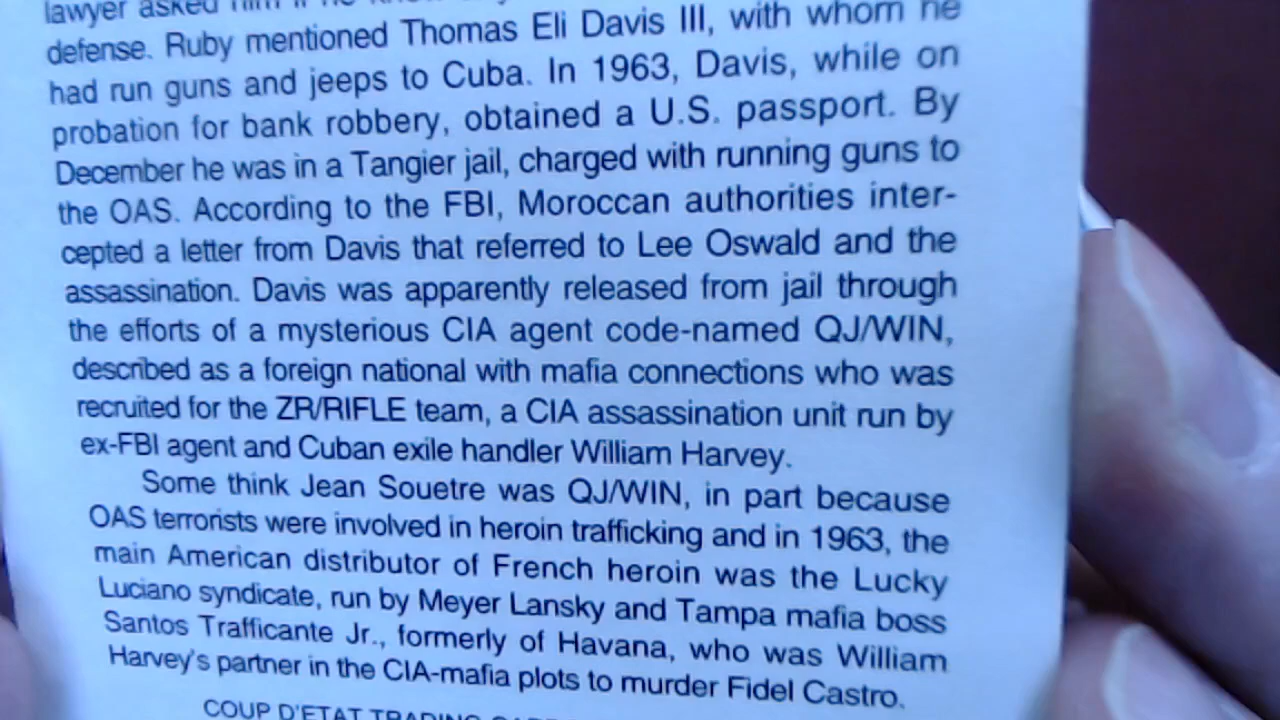 lawyer asked him if he
defense. Ruby mentioned Thomas Eli Davis III, with whom he
had run guns and jeeps to Cuba. In 1963, Davis, while on
probation for bank robbery, obtained a U.S. passport. By
December he was in a Tangier jail, charged with running guns to
the OAS. According to the FBI, Moroccan authorities inter-
cepted a letter from Davis that referred to Lee Oswald and the
assassination. Davis was apparently released from jail through
the efforts of a mysterious CIA agent code-named QJ/WIN,
described as a foreign national with mafia connections who was
recruited for the ZR/RIFLE team, a CIA assassination unit run by
ex-FBI agent and Cuban exile handler William Harvey.
Some think Jean Souetre was QJ/WIN, in part because
OAS terrorists were involved in heroin trafficking and in 1963, the
main American distributor of French heroin was the Lucky
Luciano syndicate, run by Meyer Lansky and Tampa mafia boss
Santos Trafficante Jr., formerly of Havana, who was William
Harvey's partner in the CIA-mafia plots to murder Fidel Castro.
COUP D'ETAT TRADING